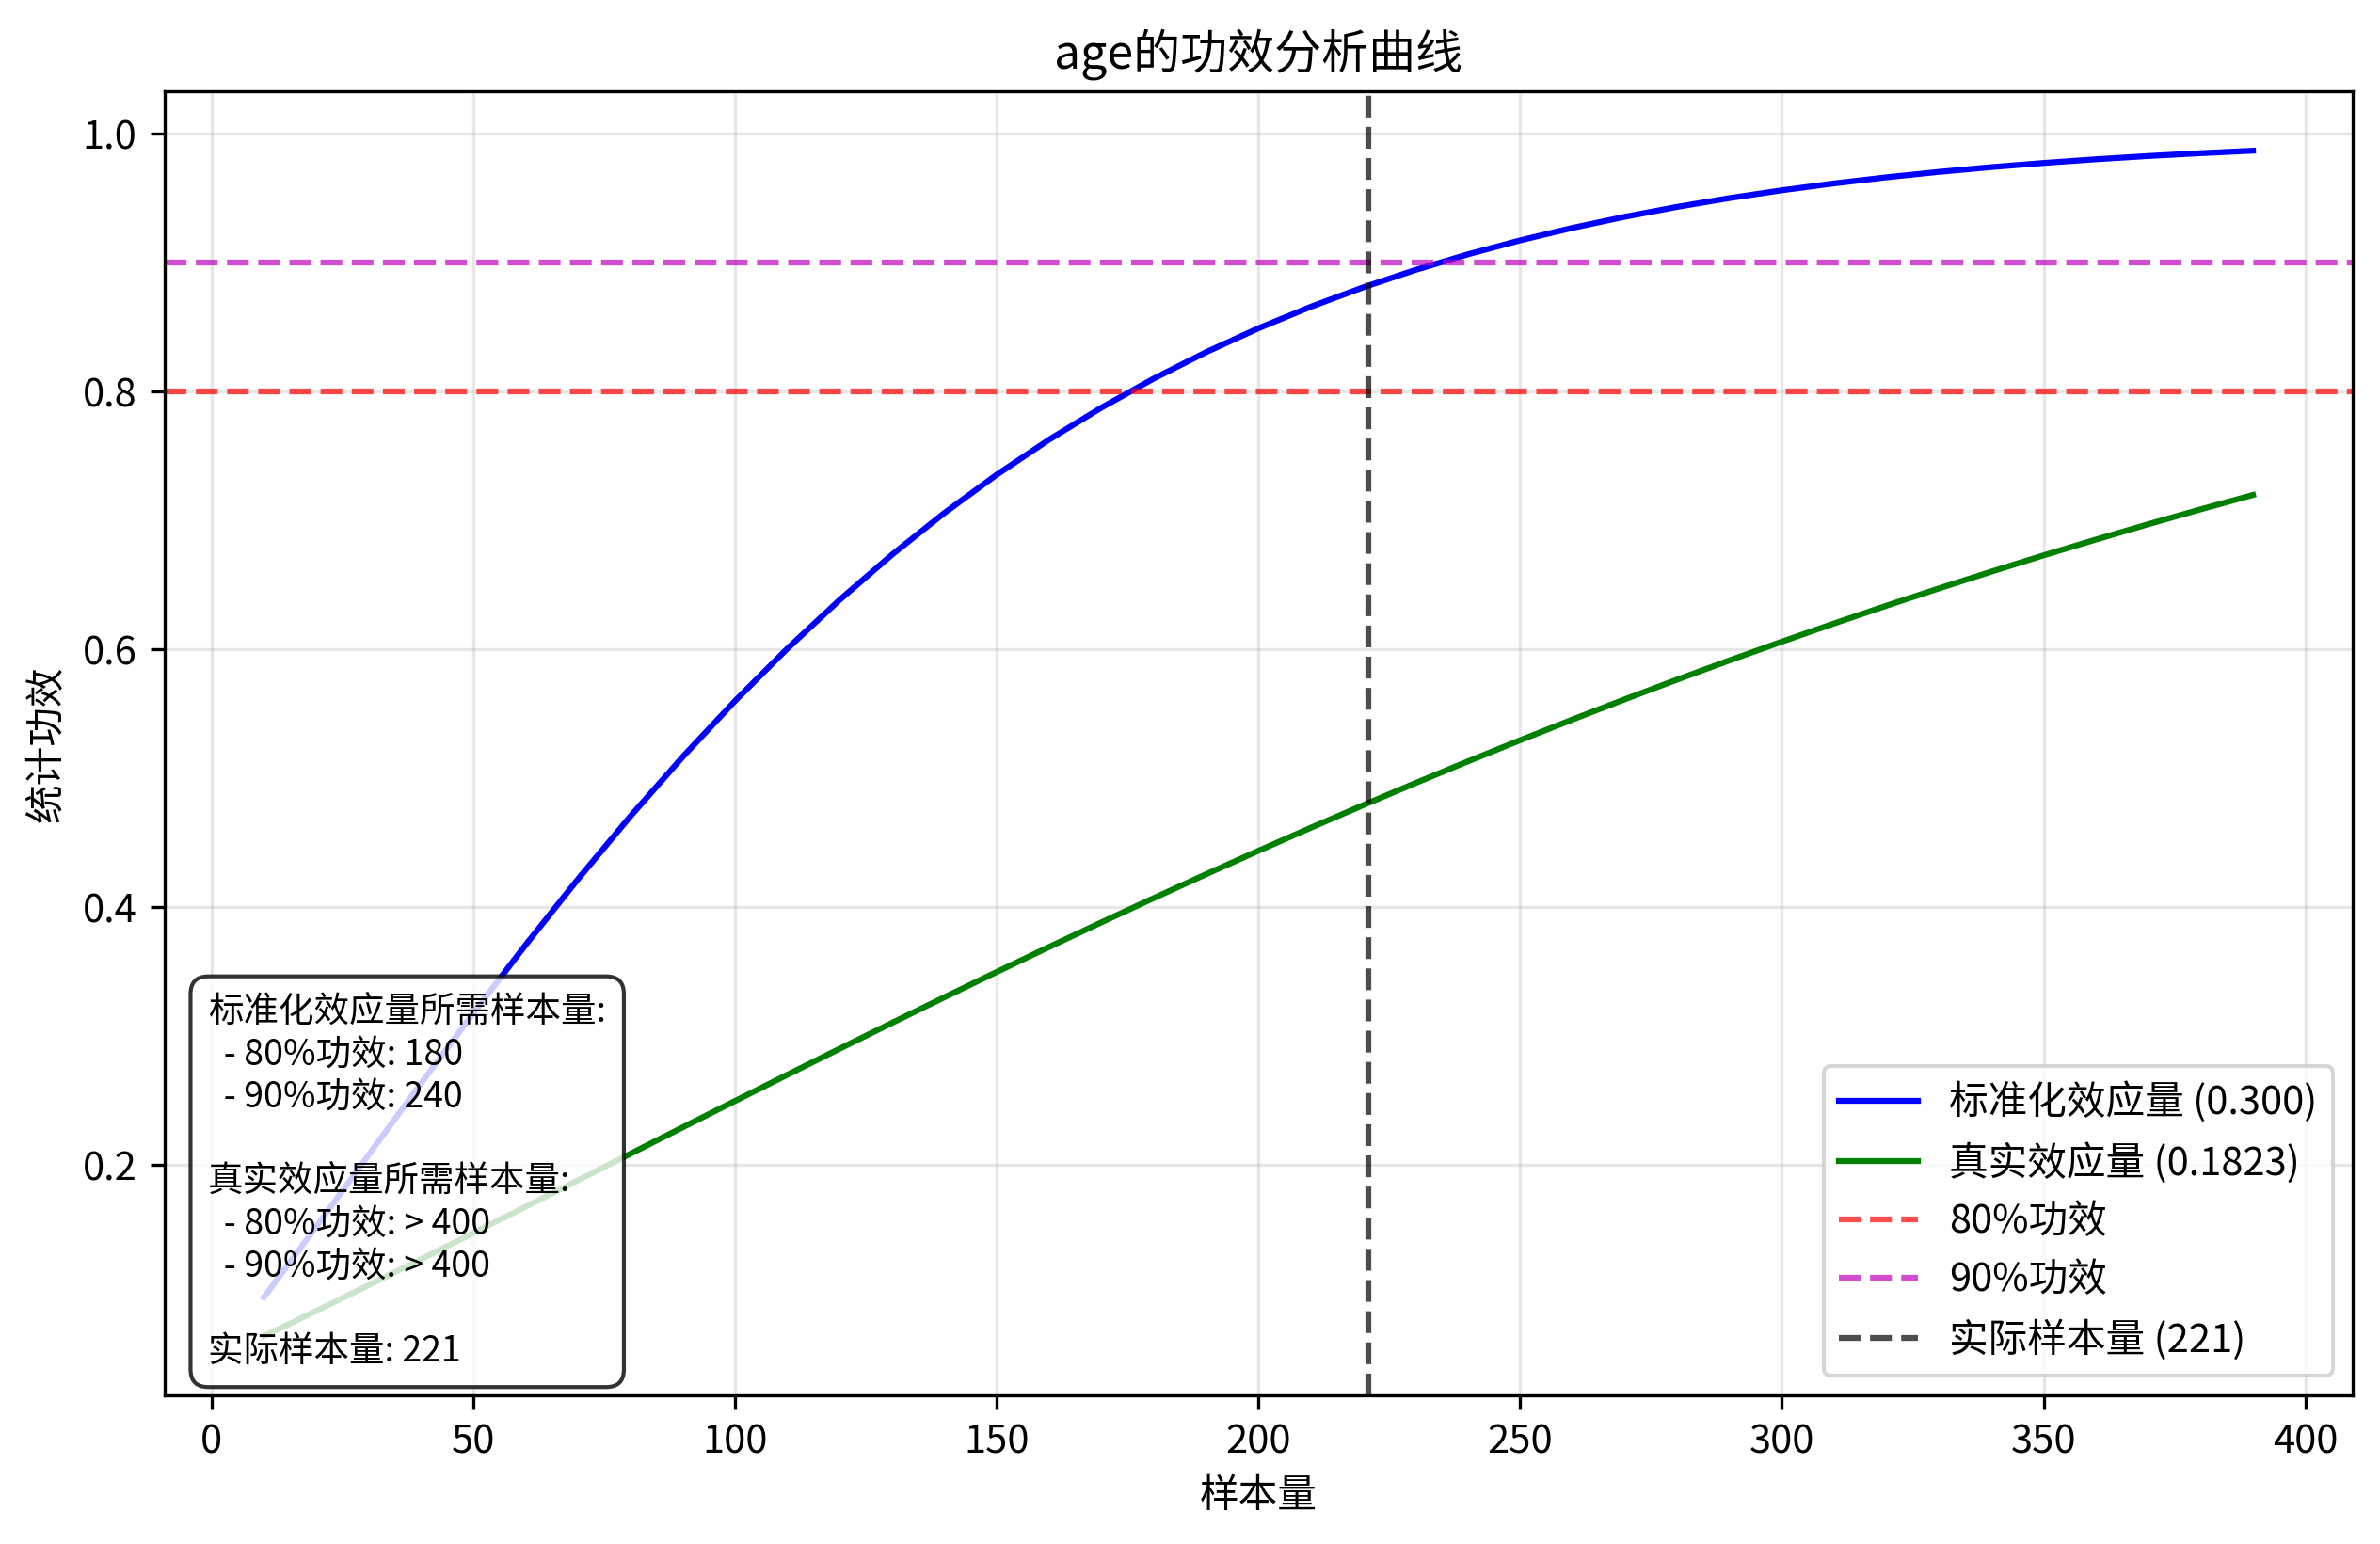 age的功效分析曲线
1.0
0.8
0.6
0.4
0.2
统计功效
标准化效应量所需样本量:
- 80%功效: 180
- 90%功效: 240
真实效应量所需样本量:
- 80%功效: > 400
- 90%功效: > 400
实际样本量: 221
标准化效应量 (0.300)
真实效应量 (0.1823)
80%功效
90%功效
实际样本量 (221)
0 50 100 150 200 250 300 350 400
样本量